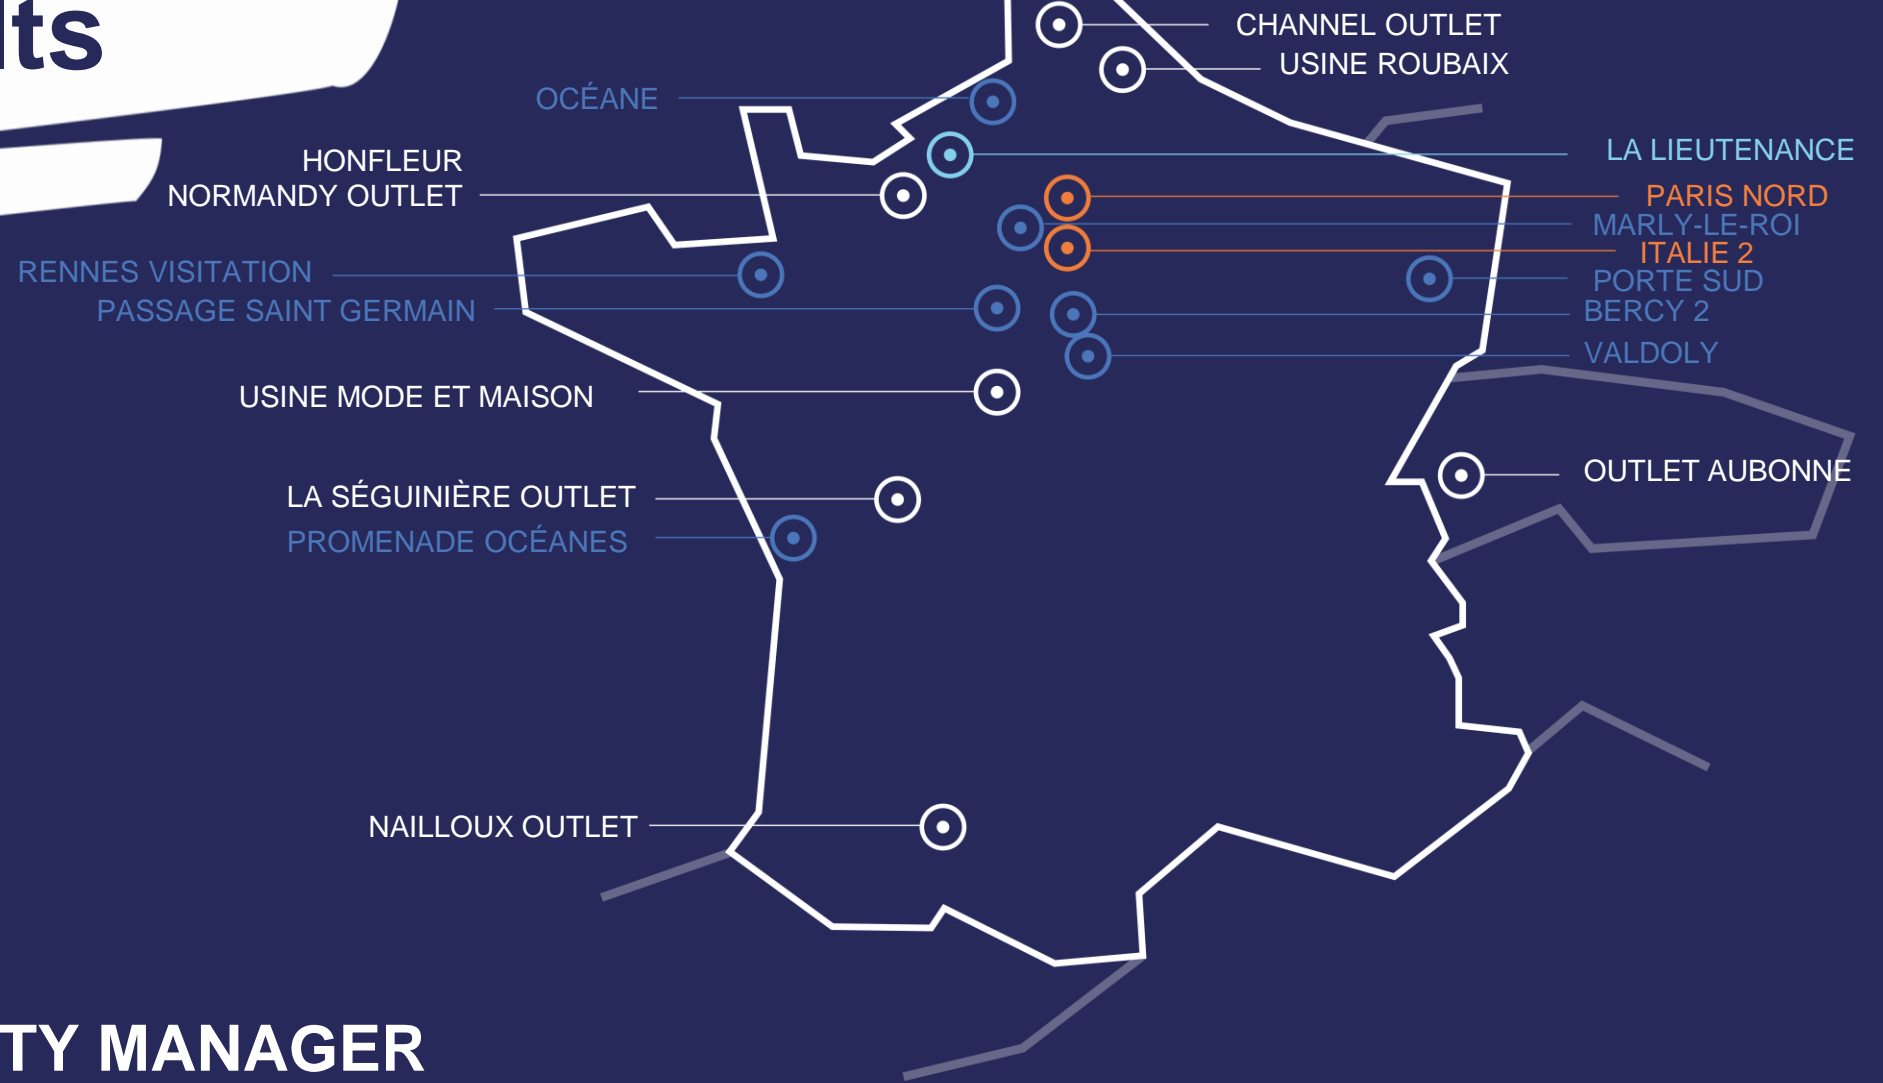 CHANNEL OUTLET
USINE ROUBAIX
OCÉANE
HONFLEUR
NORMANDY OUTLET
LA LIEUTENANCE
PARIS NORD
MARLY-LE-ROI
ITALIE 2
RENNES VISITATION
PORTE SUD
PASSAGE SAINT GERMAIN
BERCY 2
VALDOLY
USINE MODE ET MAISON
OUTLET AUBONNE
LA SÉGUINIÈRE OUTLET
PROMENADE OCÉANES
NAILLOUX OUTLET
TY MANAGER